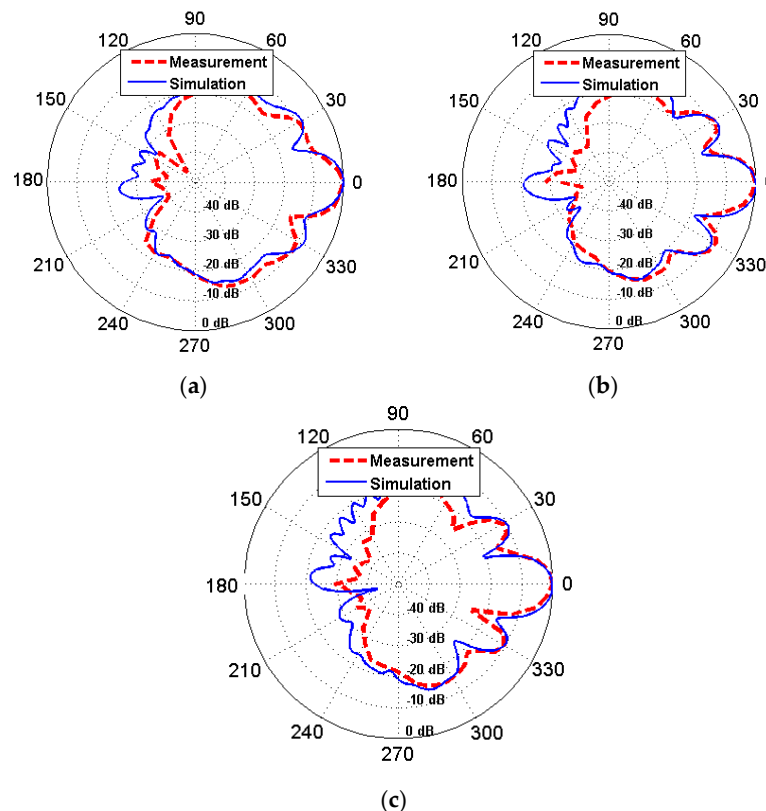 90
120
60
Measurement
Simulation
150
30
180
0
40 dB
30 dB
20 dB
-10 dB
0 dB
210
330
240
300
270
(a)
90
120
60
Measurement
Simulation
150
30
180
40 dB
30 dB
20 dB
-10 dB
0 dB
210
330
240
300
270
(b)
90
120
60
Measurement
Simulation
150
30
180
0
-40 dB
-30 dB
-20 dB
-10 dB
0 dB
210
330
240
300
270
(c)